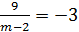 9/(m−2) = −3